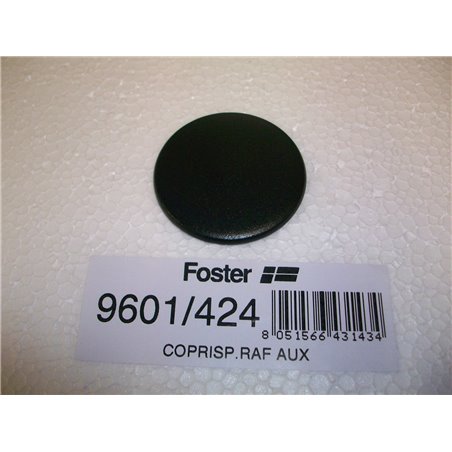 Foster
9601/424
8 051566 431434
COPRISP.RAF AUX